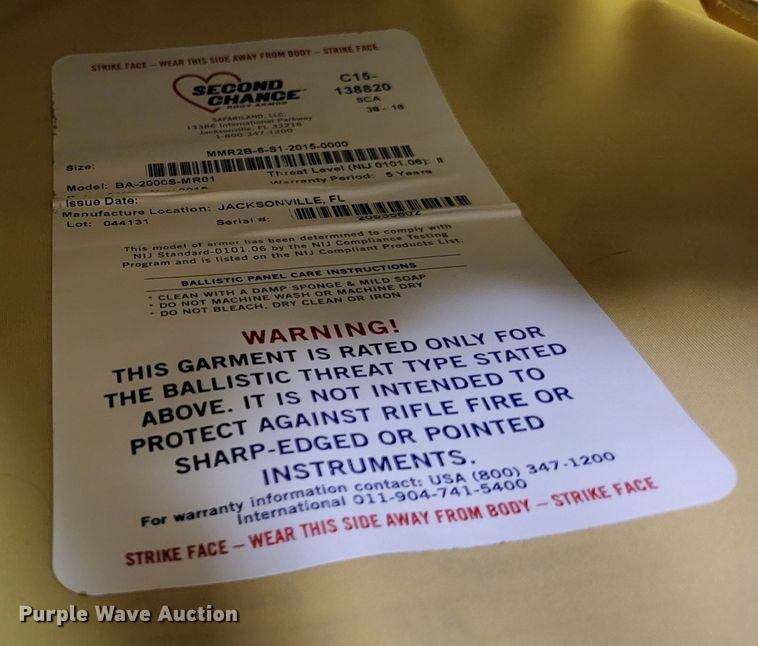 STRIKE FACE – WEAR THIS SIDE AWAY FROM BODY – STRIKE FACE
SECOND
CHANCE
BODY ARMOR
SAFARILAND, LLC.
13386 International Parkway
Jacksonville, FL 32218
1-800-347-1200
C15-
138820
SCA
38 - 16
MMR2B-6-S1-2015-0000
Size:
Threat Level (NIJ 0101.06): II
Model: BA-2000S-MR01
Warranty Period: 5 Years
Issue Date:
Manufacture Location: JACKSONVILLE, FL
Lot: 044131
Serial #:
This model of armor has been determined to comply with
NIJ Standard-0101.06 by the NIJ Compliance Testing
Program and is listed on the NIJ Compliant Products List.
BALLISTIC PANEL CARE INSTRUCTIONS
- CLEAN WITH A DAMP SPONGE & MILD SOAP
- DO NOT MACHINE WASH OR MACHINE DRY
- DO NOT BLEACH, DRY CLEAN OR IRON
WARNING!
THIS GARMENT IS RATED ONLY FOR
THE BALLISTIC THREAT TYPE STATED
ABOVE. IT IS NOT INTENDED TO
PROTECT AGAINST RIFLE FIRE OR
SHARP-EDGED OR POINTED
INSTRUMENTS.
For warranty information contact: USA (800) 347-1200
International 011-904-741-5400
STRIKE FACE – WEAR THIS SIDE AWAY FROM BODY – STRIKE FACE
Purple Wave Auction